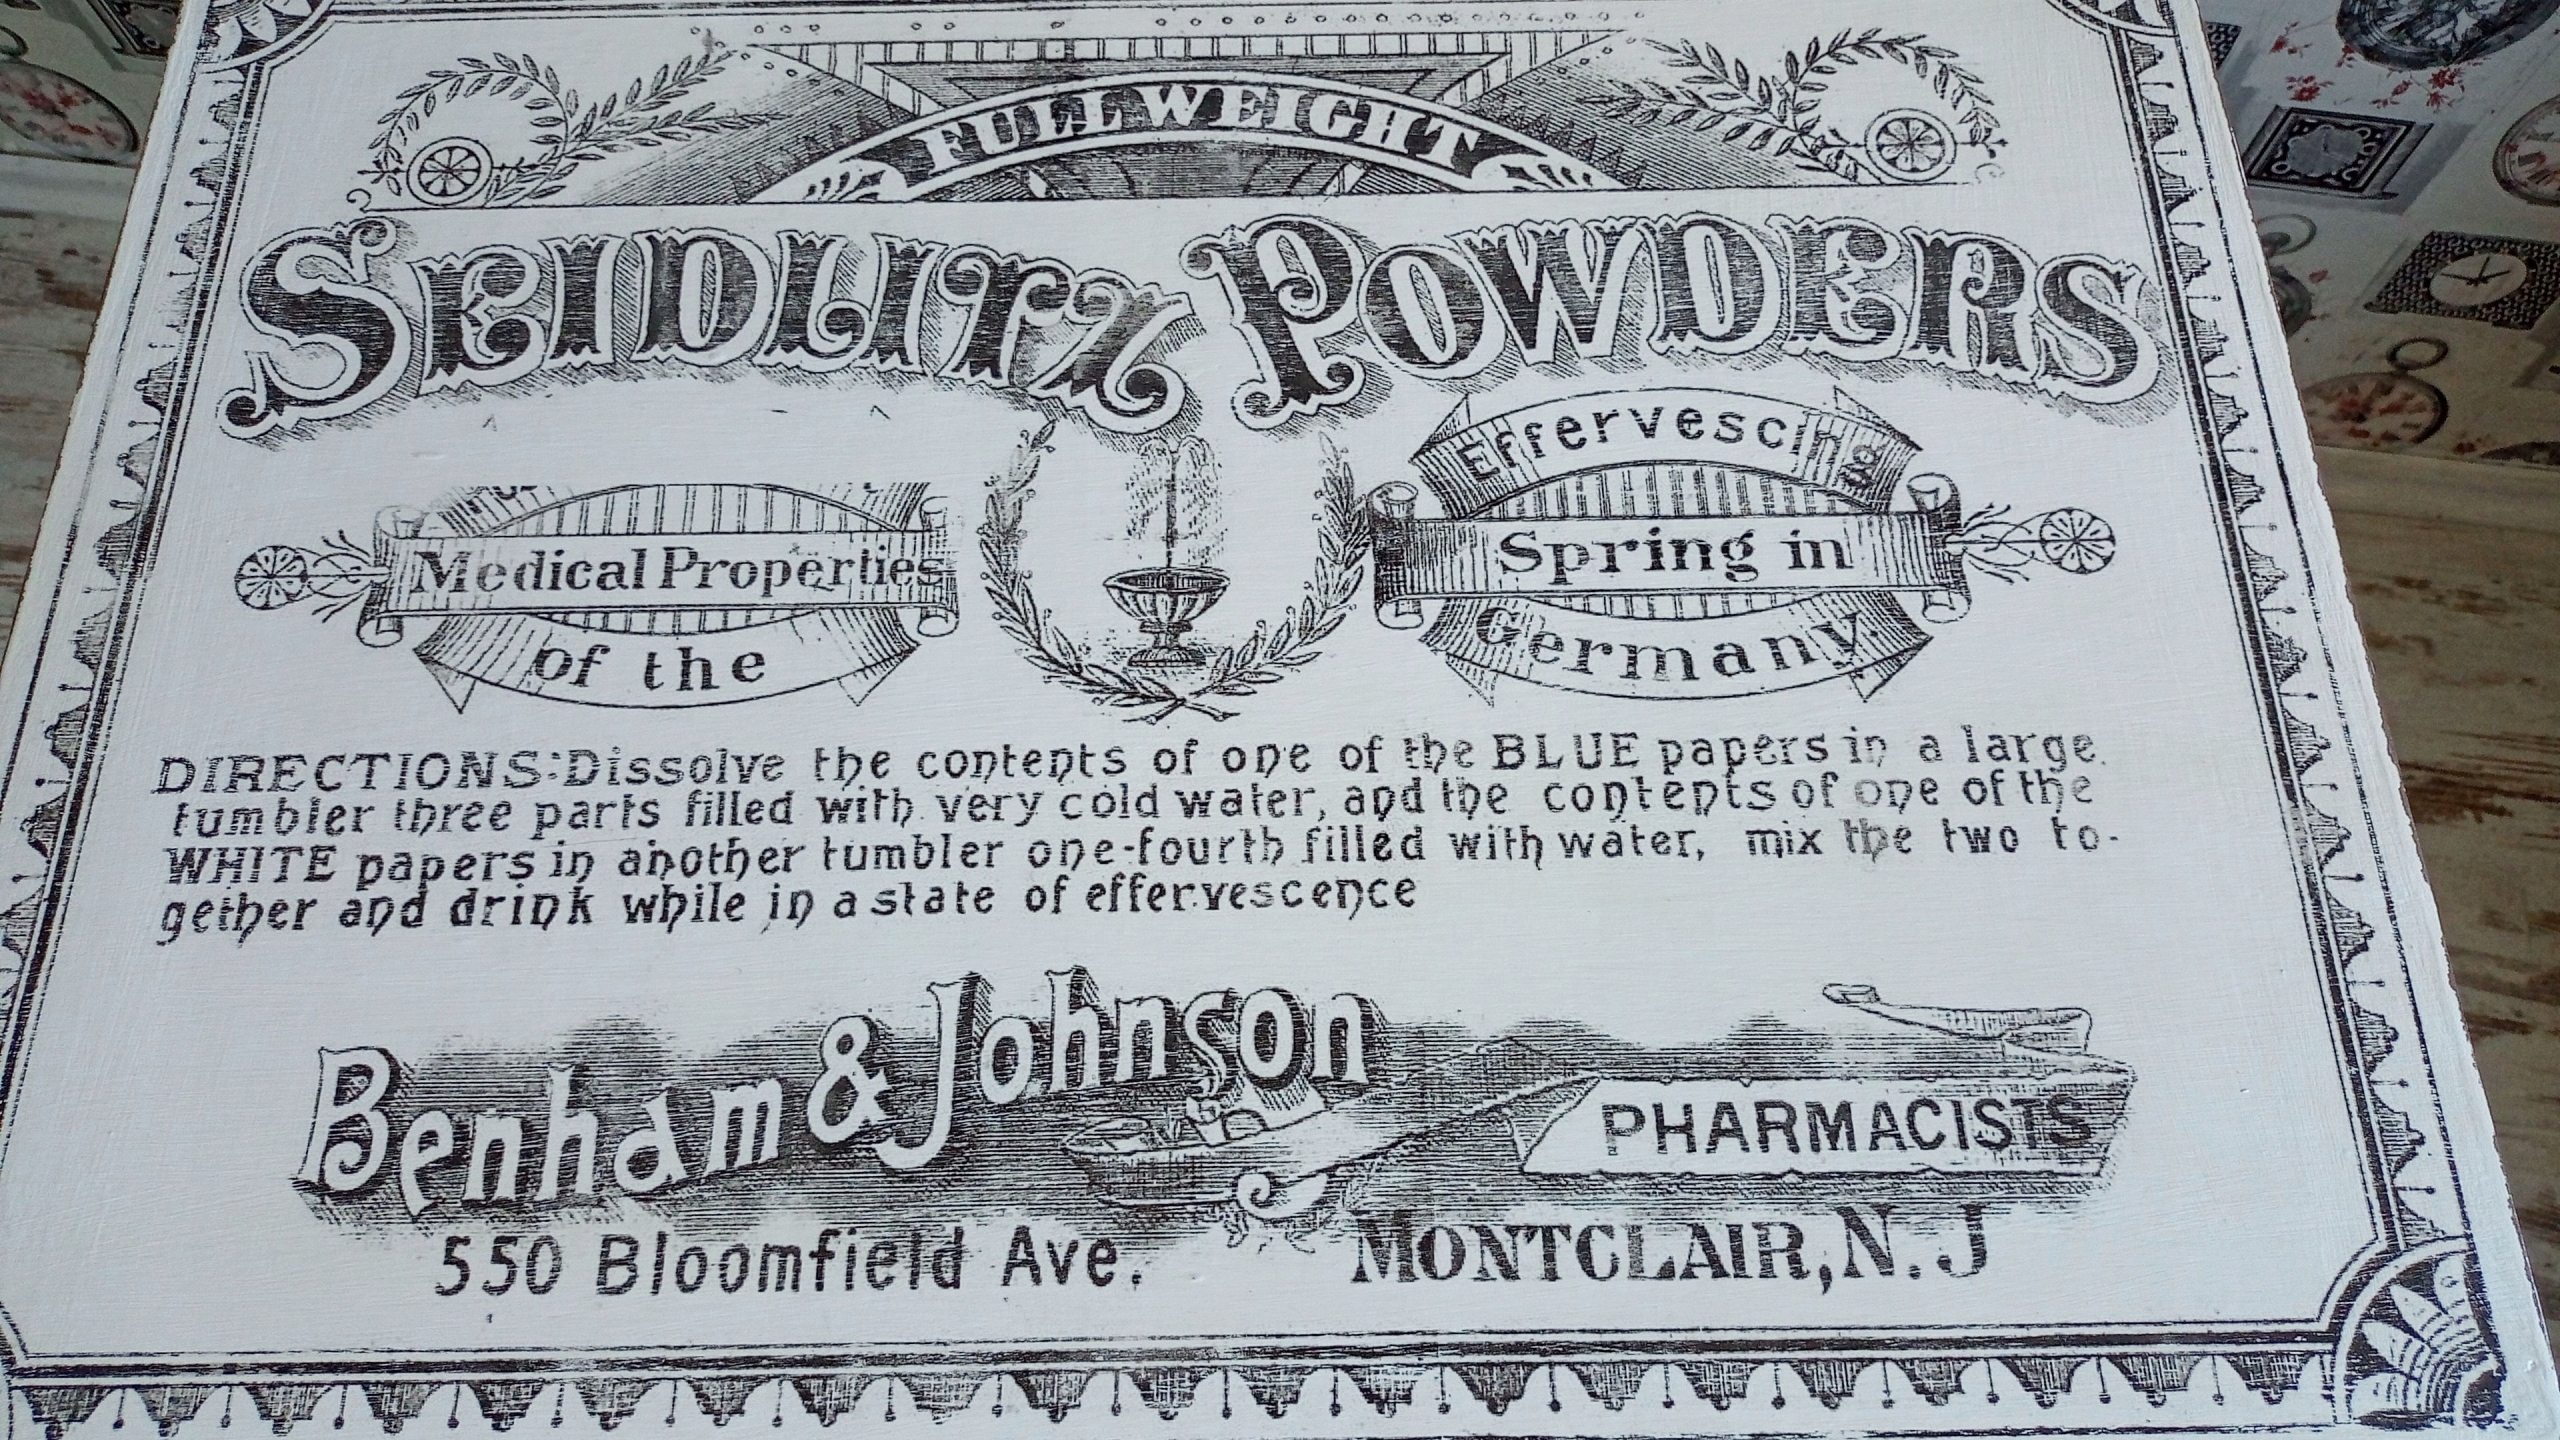 FULL WEIGHT
SEIDLITZ POWDERS
Medical Properties
of the
Effervescing
Spring in
Germany.
DIRECTIONS: Dissolve the contents of one of the BLUE papers in a large
tumbler three parts filled with very cold water, and the contents of one of the
WHITE papers in another tumbler one-fourth filled with water, mix the two to-
gether and drink while in a state of effervescence
Benham & Johnson
PHARMACISTS
550 Bloomfield Ave. MONTCLAIR, N. J